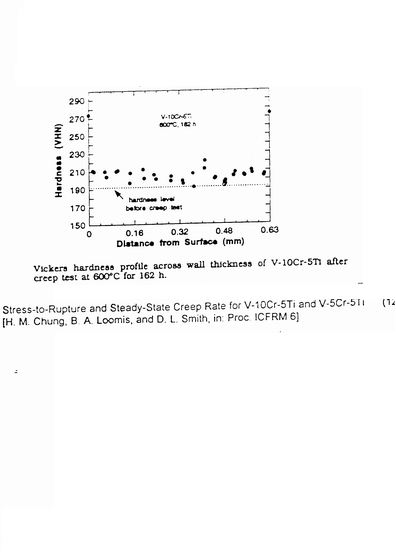 290
270
250
230
210
190
170
150
Hardness (VHN)
V-10Cr-5Ti
600°C, 162 h
hardness level
before creep test
0 0.16 0.32 0.48 0.63
Distance from Surface (mm)
Vickers hardness profile across wall thickness of V-10Cr-5Ti after
creep test at 600°C for 162 h.
Stress-to-Rupture and Steady-State Creep Rate for V-10Cr-5Ti and V-5Cr-5Ti
[H. M. Chung, B. A. Loomis, and D. L. Smith, in: Proc. ICFRM 6]